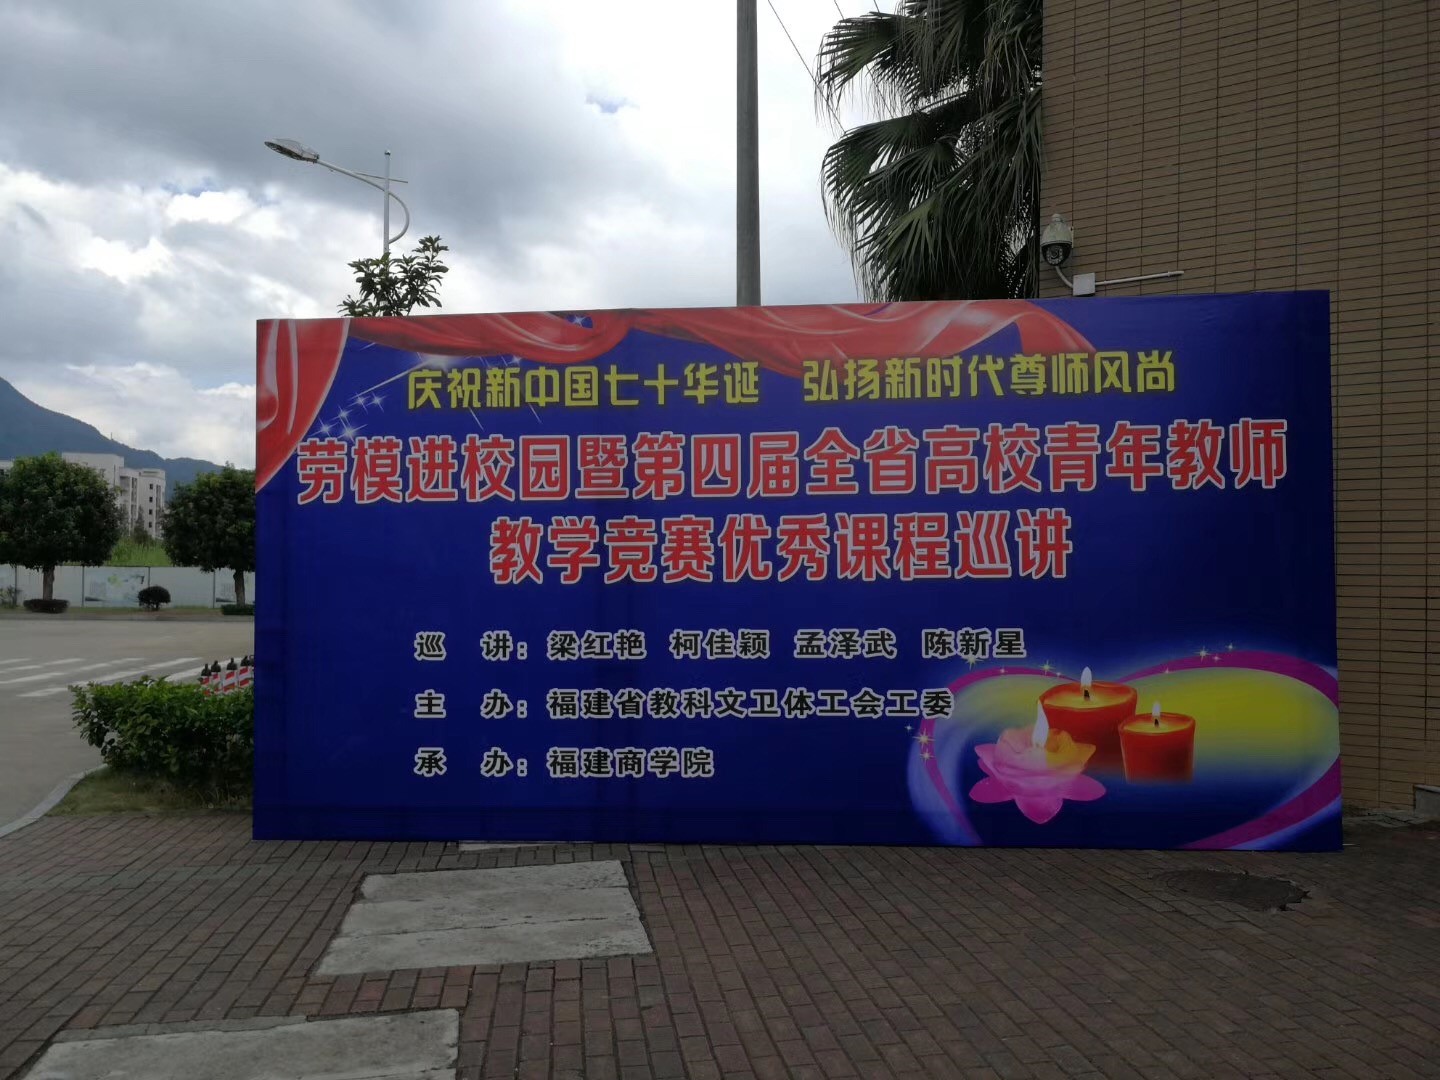 庆祝新中国七十华诞 弘扬新时代尊师风尚
劳模进校园暨第四届全省高校青年教师
教学竞赛优秀课程巡讲
巡 讲：梁红艳 柯佳颖 孟泽武 陈新星
主 办：福建省教科文卫体工会工委
承 办：福建商学院